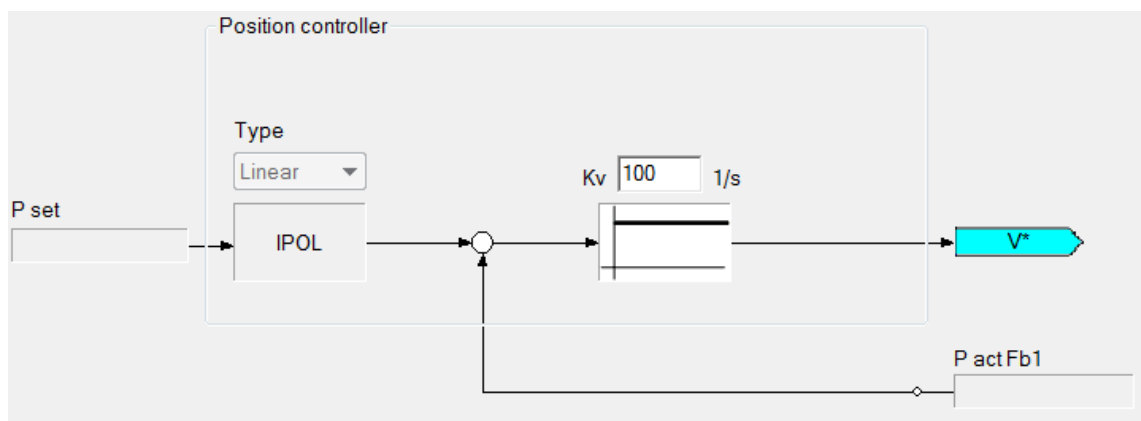 Position controller
Type
Linear
Kv 100 1/s
P set
IPOL
V*
P act Fb1